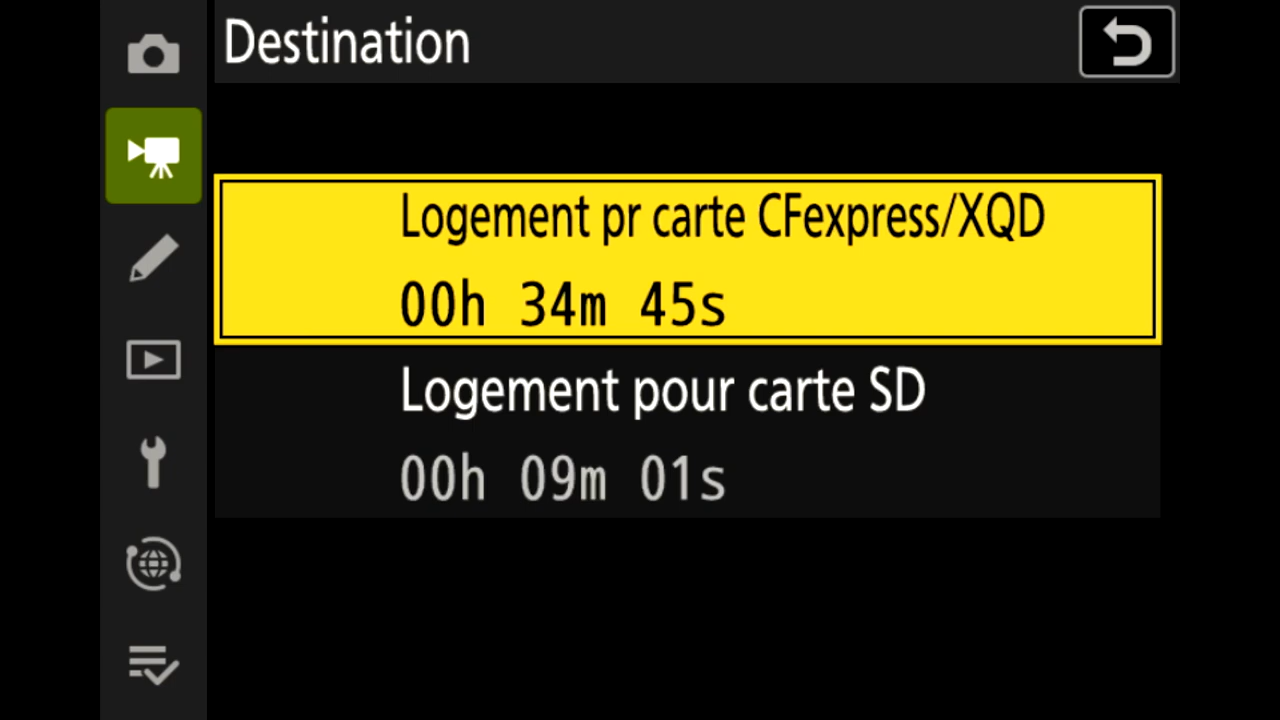 Destination
Logement pr carte CFexpress/XQD
00h 34m 45s
Logement pour carte SD
00h 09m 01s